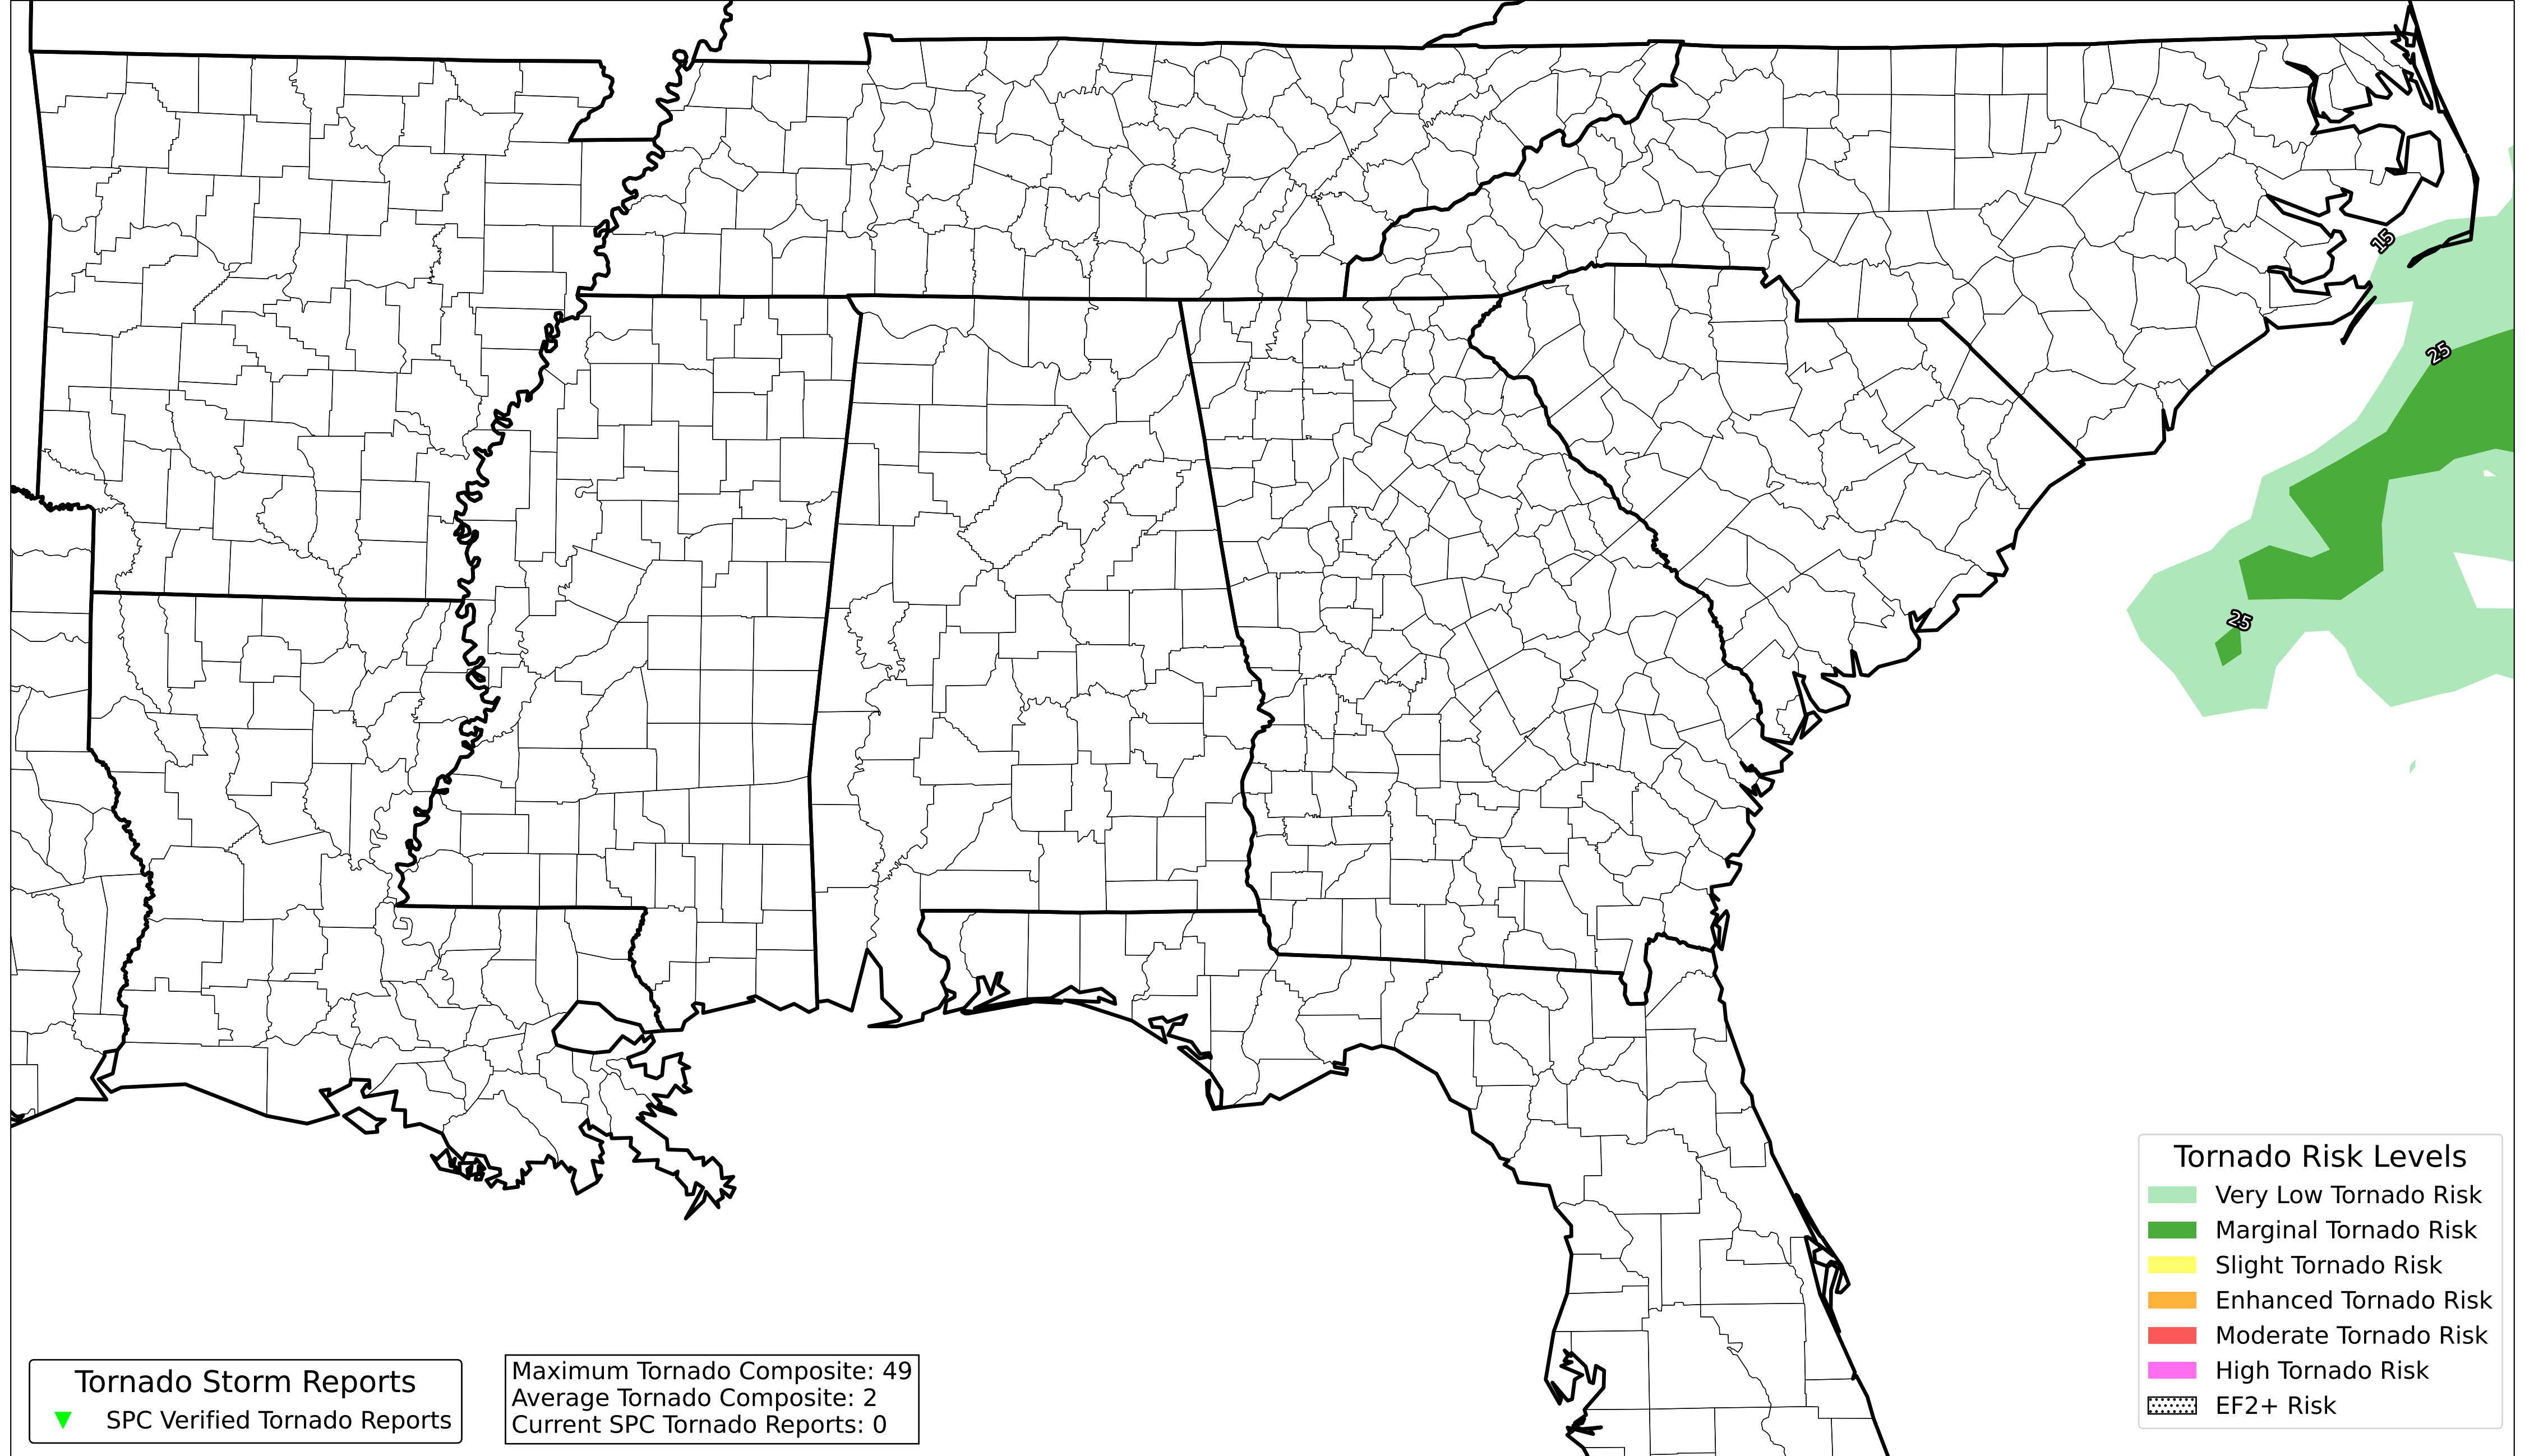 15
25
25
Tornado Risk Levels
Very Low Tornado Risk
Marginal Tornado Risk
Slight Tornado Risk
Enhanced Tornado Risk
Moderate Tornado Risk
High Tornado Risk
EF2+ Risk
Tornado Storm Reports
SPC Verified Tornado Reports
Maximum Tornado Composite: 49
Average Tornado Composite: 2
Current SPC Tornado Reports: 0